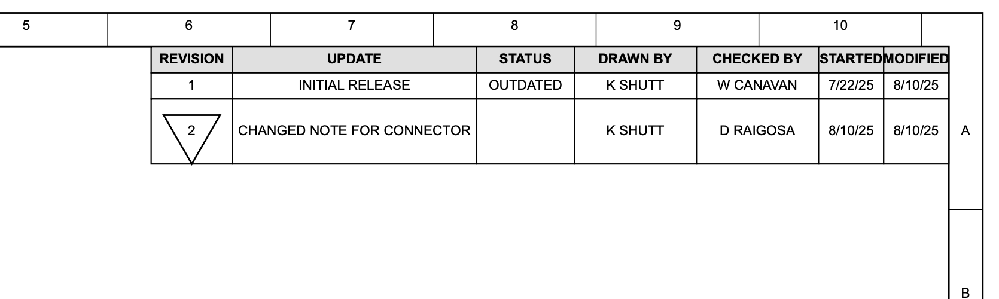 5 6 7 8 9 10
REVISION UPDATE STATUS DRAWN BY CHECKED BY STARTED MODIFIED
1 INITIAL RELEASE OUTDATED K SHUTT W CANAVAN 7/22/25 8/10/25
2 CHANGED NOTE FOR CONNECTOR K SHUTT D RAIGOSA 8/10/25 8/10/25 A
B